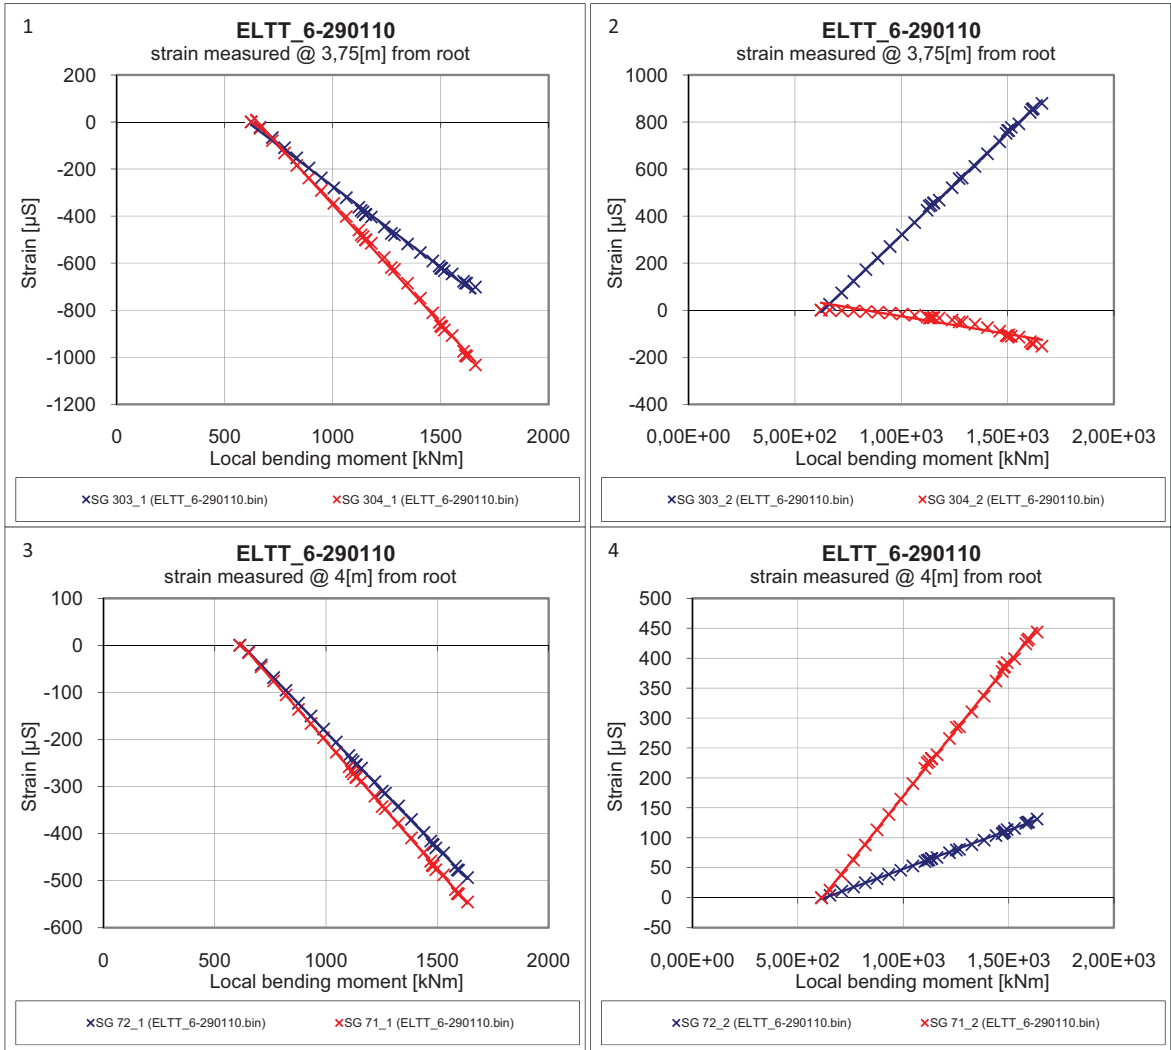 1
ELTT_6-290110
strain measured @ 3,75[m] from root
Strain [µS]
200
0
-200
-400
-600
-800
-1000
-1200
0 500 1000 1500 2000
Local bending moment [kNm]
SG 303_1 (ELTT_6-290110.bin) SG 304_1 (ELTT_6-290110.bin)
2
ELTT_6-290110
strain measured @ 3,75[m] from root
Strain [µS]
1000
800
600
400
200
0
-200
-400
0,00E+00 5,00E+02 1,00E+03 1,50E+03 2,00E+03
Local bending moment [kNm]
SG 303_2 (ELTT_6-290110.bin) SG 304_2 (ELTT_6-290110.bin)
3
ELTT_6-290110
strain measured @ 4[m] from root
Strain [µS]
100
0
-100
-200
-300
-400
-500
-600
0 500 1000 1500 2000
Local bending moment [kNm]
SG 72_1 (ELTT_6-290110.bin) SG 71_1 (ELTT_6-290110.bin)
4
ELTT_6-290110
strain measured @ 4[m] from root
Strain [µS]
500
450
400
350
300
250
200
150
100
50
0
-50
0,00E+00 5,00E+02 1,00E+03 1,50E+03 2,00E+03
Local bending moment [kNm]
SG 72_2 (ELTT_6-290110.bin) SG 71_2 (ELTT_6-290110.bin)